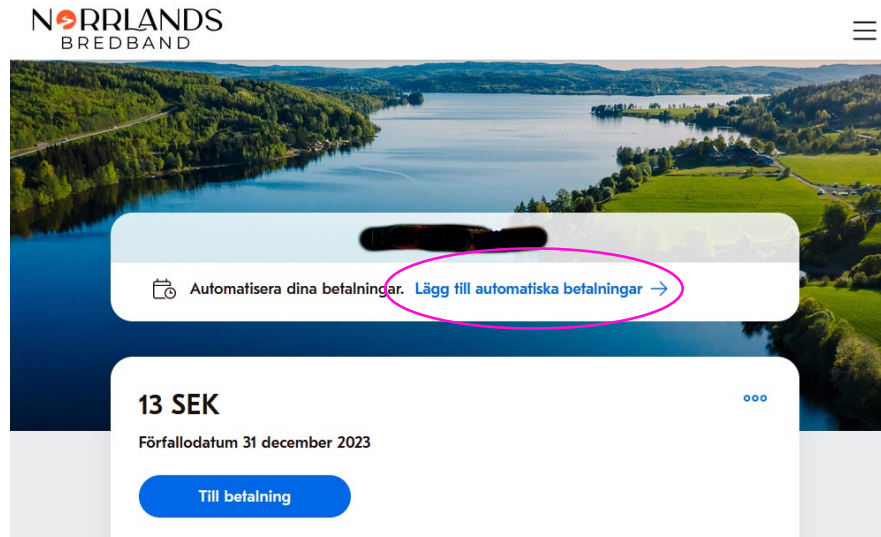 NORRLANDS
BREDBAND
Automatisera dina betalningar. Lägg till automatiska betalningar →
13 SEK
Förfallodatum 31 december 2023
Till betalning